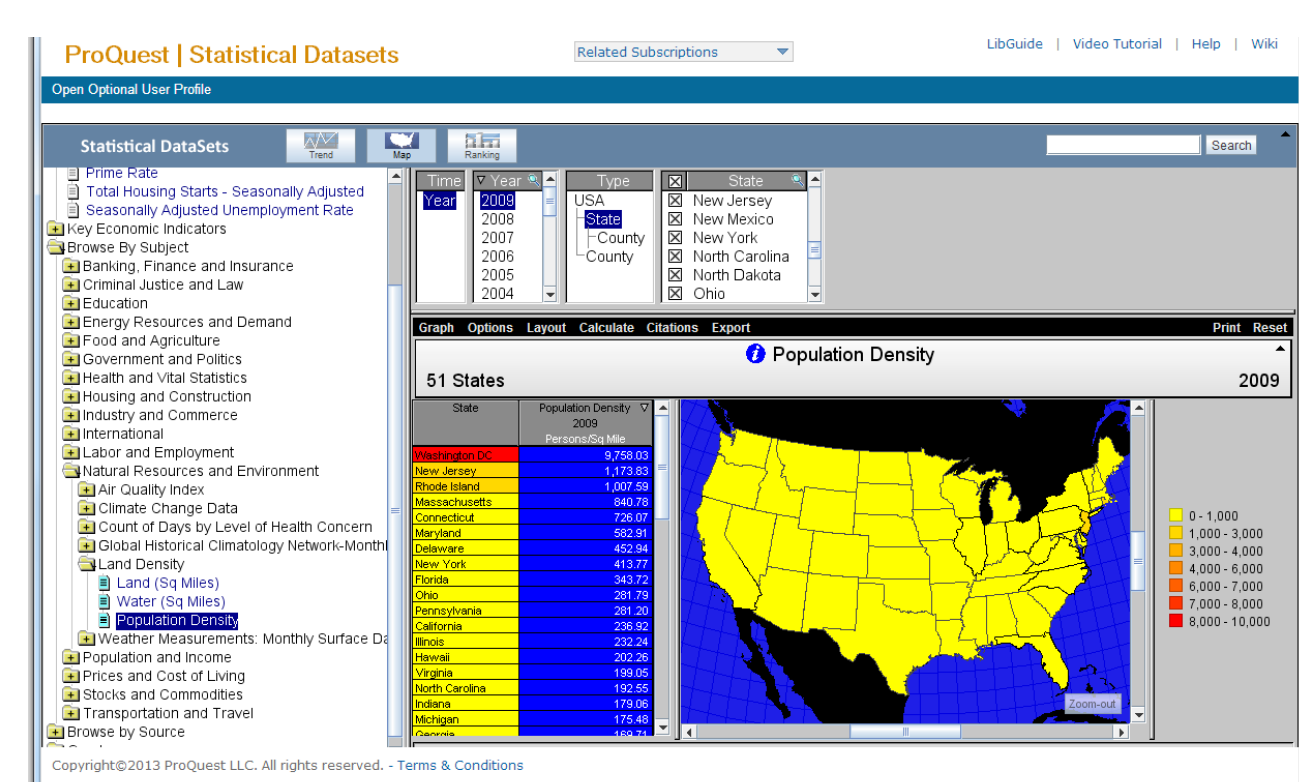 ProQuest | Statistical Datasets
Related Subscriptions
LibGuide | Video Tutorial | Help | Wiki
Open Optional User Profile
Statistical DataSets
Trend
Map
Ranking
Search
Prime Rate
Total Housing Starts - Seasonally Adjusted
Seasonally Adjusted Unemployment Rate
Key Economic Indicators
Browse By Subject
Banking, Finance and Insurance
Criminal Justice and Law
Education
Energy Resources and Demand
Food and Agriculture
Government and Politics
Health and Vital Statistics
Housing and Construction
Industry and Commerce
International
Labor and Employment
Natural Resources and Environment
Air Quality Index
Climate Change Data
Count of Days by Level of Health Concern
Global Historical Climatology Network-Monthl
Land Density
Land (Sq Miles)
Water (Sq Miles)
Population Density
Weather Measurements: Monthly Surface Da
Population and Income
Prices and Cost of Living
Stocks and Commodities
Transportation and Travel
Browse by Source
Time
Year
Year
2009
2008
2007
2006
2005
2004
Type
USA
State
County
County
State
New Jersey
New Mexico
New York
North Carolina
North Dakota
Ohio
Graph Options Layout Calculate Citations Export Print Reset
Population Density
51 States 2009
State Population Density
2009
Persons/Sq Mile
Washington DC 9,758.03
New Jersey 1,173.83
Rhode Island 1,007.59
Massachusetts 840.78
Connecticut 726.07
Maryland 582.91
Delaware 452.94
New York 413.77
Florida 343.72
Ohio 281.79
Pennsylvania 281.20
California 236.92
Illinois 232.24
Hawaii 202.26
Virginia 199.05
North Carolina 192.55
Indiana 179.06
Michigan 175.48
Georgia 169.71
Zoom-out
0 - 1,000
1,000 - 3,000
3,000 - 4,000
4,000 - 6,000
6,000 - 7,000
7,000 - 8,000
8,000 - 10,000
Copyright©2013 ProQuest LLC. All rights reserved. - Terms & Conditions